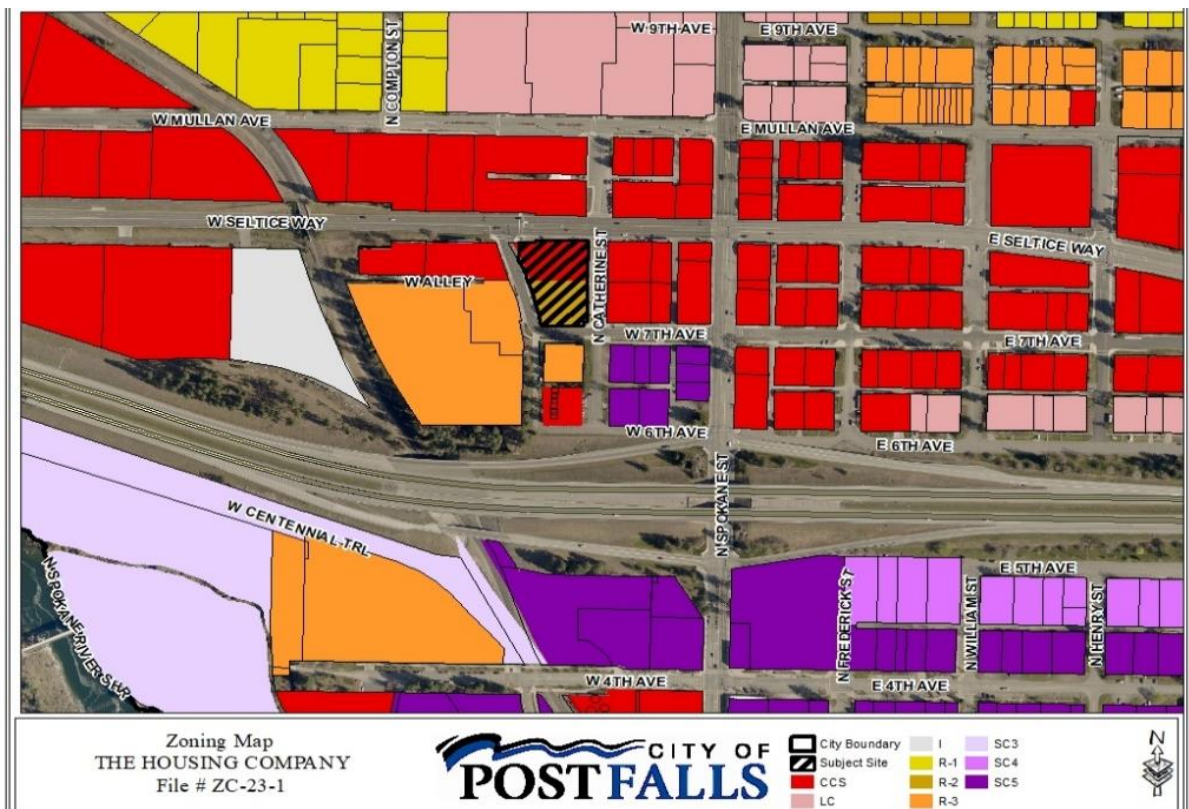 W 9TH AVE
E 9TH AVE
N COMPTON ST
W MULLAN AVE
E MULLAN AVE
W SELTICE WAY
E SELTICE WAY
W ALLEY
N CATHERINE ST
W 7TH AVE
E 7TH AVE
W 6TH AVE
E 6TH AVE
N SPOKANE ST
W CENTENNIAL TRL
N SPOKANE RIVER SHR
E 5TH AVE
N FREDERICK ST
N WILLIAM ST
N HENRY ST
W 4TH AVE
E 4TH AVE
Zoning Map
THE HOUSING COMPANY
File # ZC-23-1
CITY OF
POST FALLS
City Boundary
Subject Site
CCS
LC
I
R-1
R-2
R-3
SC3
SC4
SC5
N